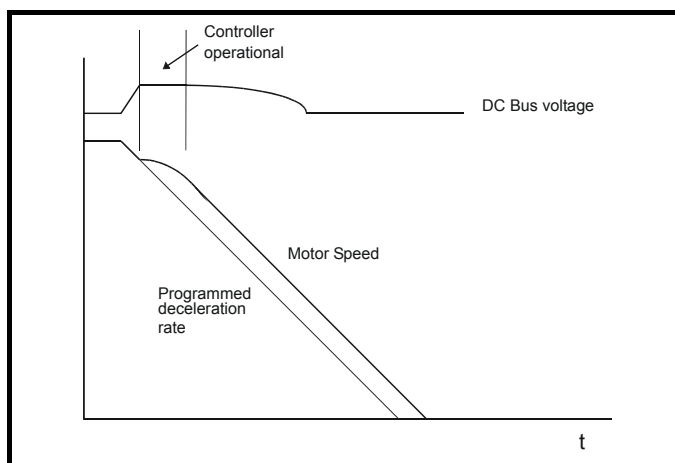 Controller
operational
DC Bus voltage
Motor Speed
Programmed
deceleration
rate
t